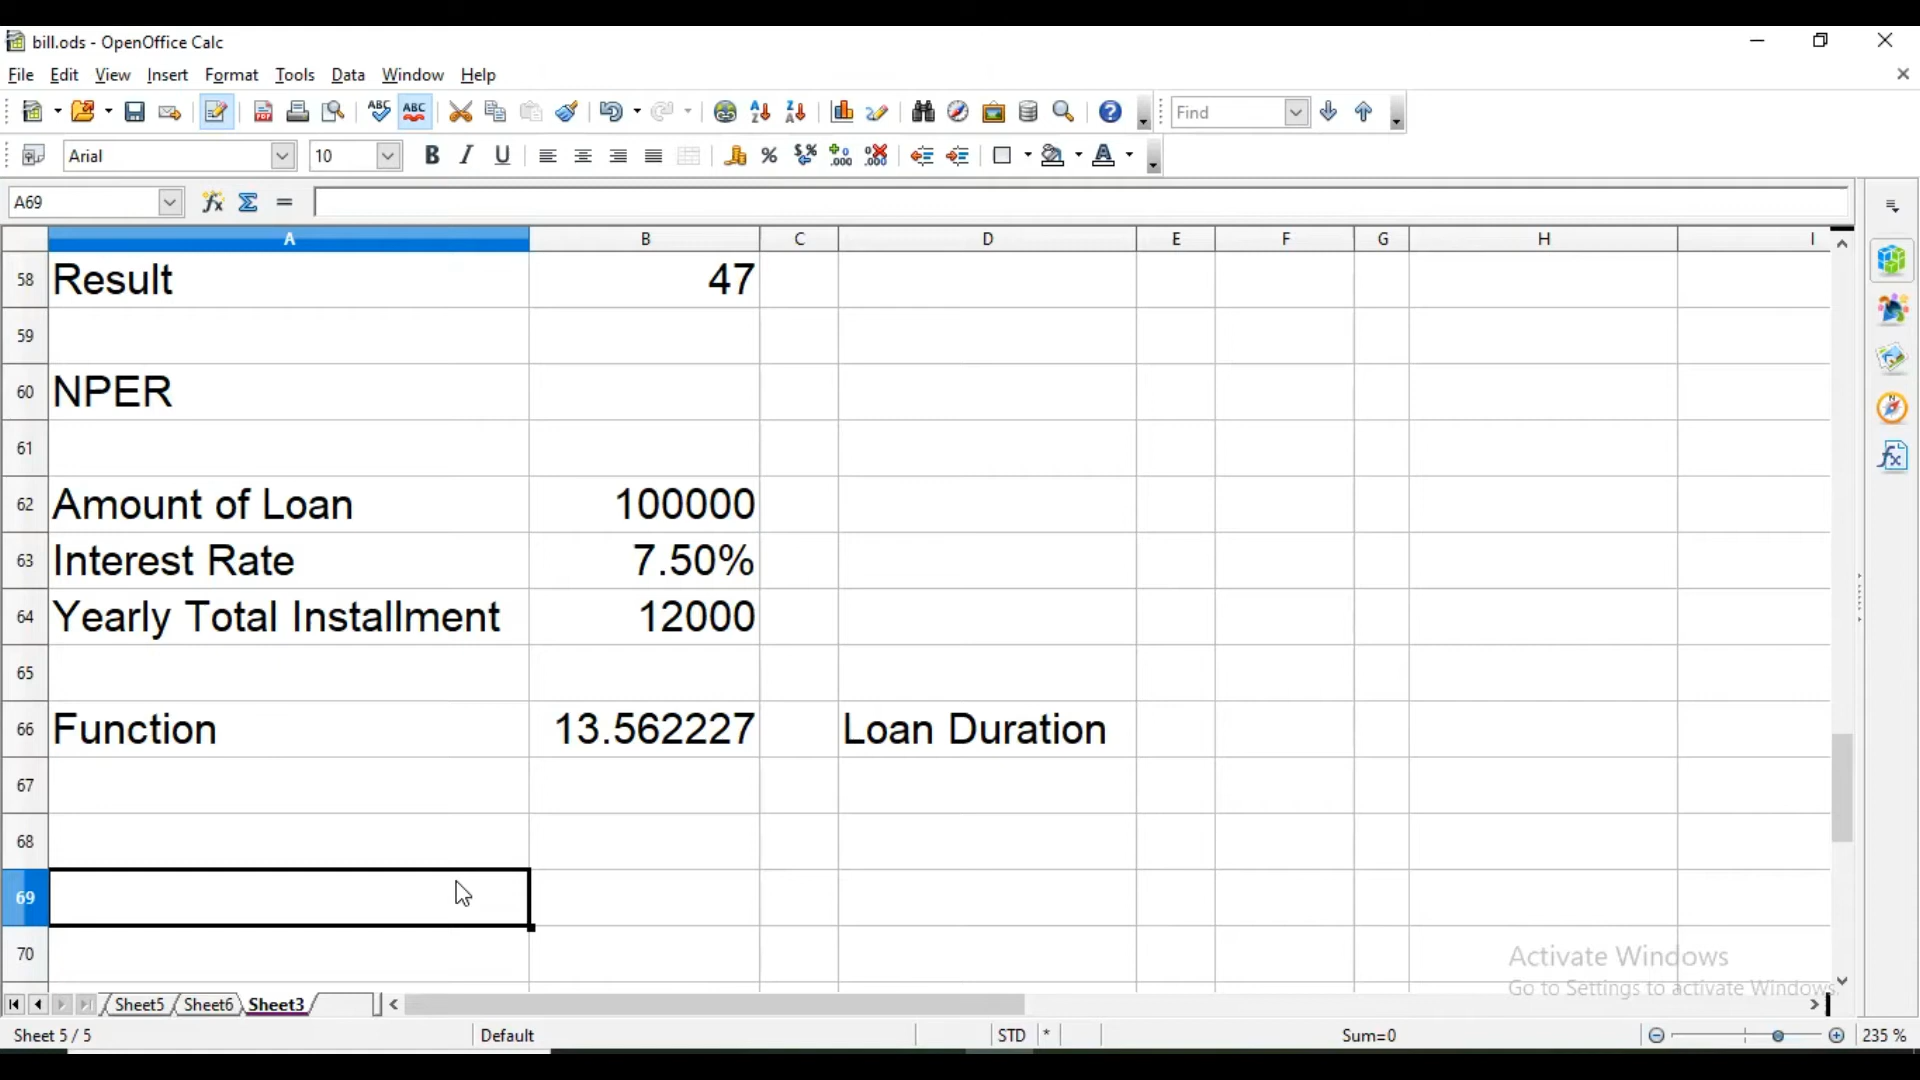 bill.ods - OpenOffice Calc
File Edit View Insert Format Tools Data Window Help
Find
Arial 10
A69
A B C D E F G H I
58 Result 47
59
60 NPER
61
62 Amount of Loan 100000
63 Interest Rate 7.50%
64 Yearly Total Installment 12000
65
66 Function 13.562227 Loan Duration
67
68
69
70
Activate Windows
Go to Settings to activate Windows.
Sheet5 Sheet6 Sheet3
Sheet 5 / 5 Default STD * Sum=0 235 %